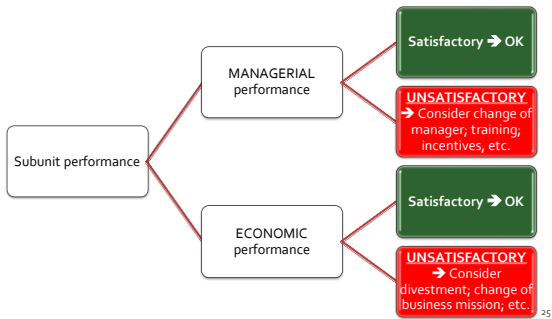 Subunit performance
MANAGERIAL
performance
ECONOMIC
performance
Satisfactory ➔ OK
UNSATISFACTORY
➔ Consider change of
manager; training;
incentives, etc.
Satisfactory ➔ OK
UNSATISFACTORY
➔ Consider
divestment; change of
business mission; etc.
25